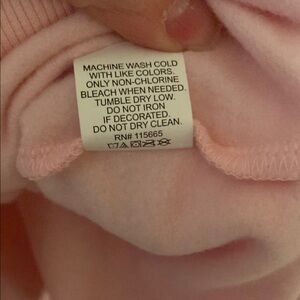 MACHINE WASH COLD
WITH LIKE COLORS.
ONLY NON-CHLORINE
BLEACH WHEN NEEDED.
TUMBLE DRY LOW.
DO NOT IRON
IF DECORATED.
DO NOT DRY CLEAN.
RN# 115665